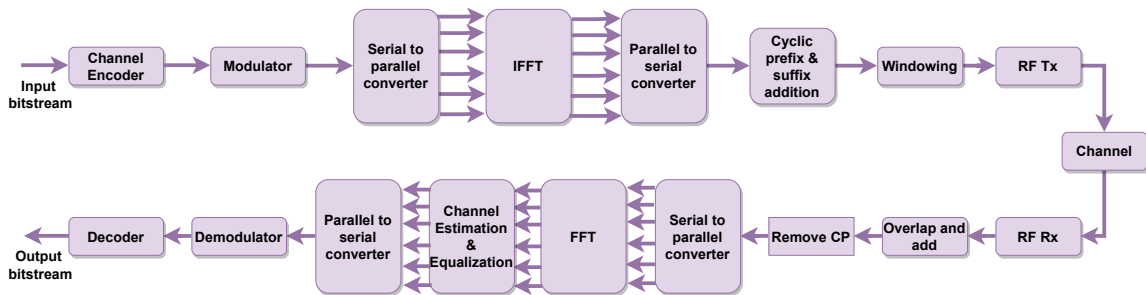 Input
bitstream
Channel
Encoder
Modulator
Serial to
parallel
converter
IFFT
Parallel to
serial
converter
Cyclic
prefix &
suffix
addition
Windowing
RF Tx
Channel
RF Rx
Overlap and
add
Remove CP
Serial to
parallel
converter
FFT
Channel
Estimation
&
Equalization
Parallel to
serial
converter
Demodulator
Decoder
Output
bitstream